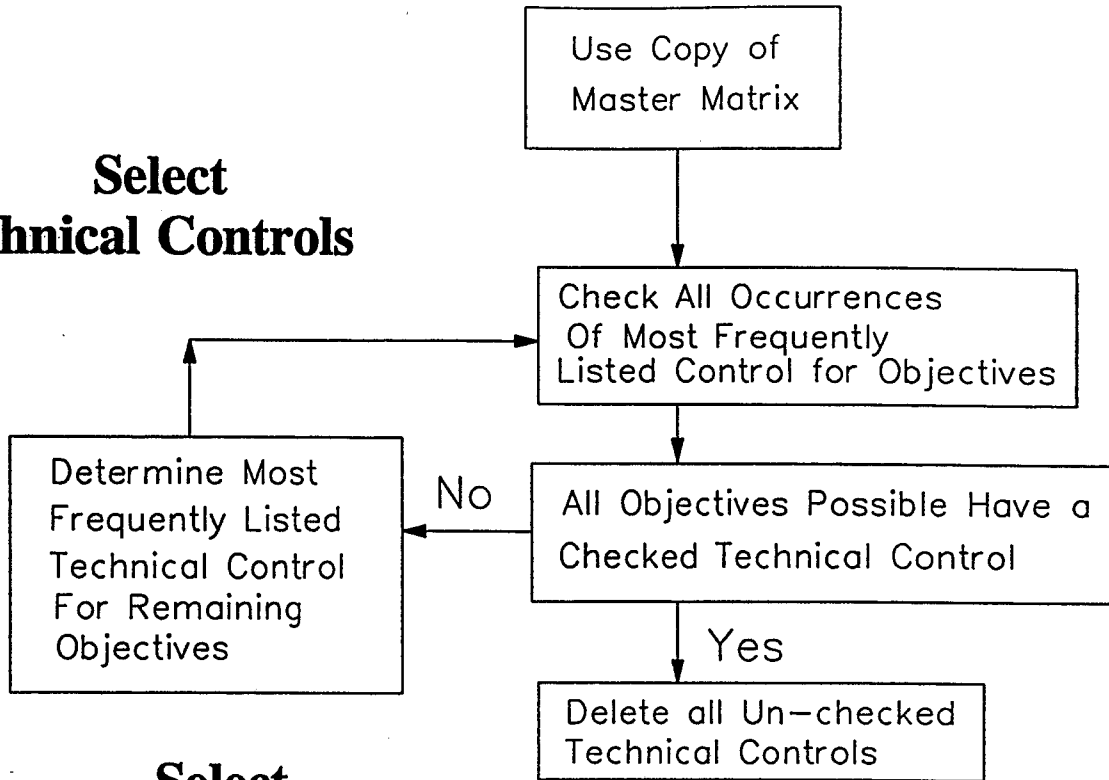 Use Copy of
Master Matrix
Select
hnical Controls
Check All Occurrences
Of Most Frequently
Listed Control for Objectives
Determine Most
Frequently Listed
Technical Control
For Remaining
Objectives
No
All Objectives Possible Have a
Checked Technical Control
Yes
Delete all Un-checked
Technical Controls
Select